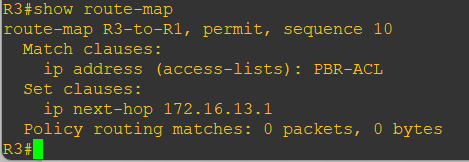 R3#show route-map
route-map R3-to-R1, permit, sequence 10
  Match clauses:
    ip address (access-lists): PBR-ACL
  Set clauses:
    ip next-hop 172.16.13.1
  Policy routing matches: 0 packets, 0 bytes
R3#